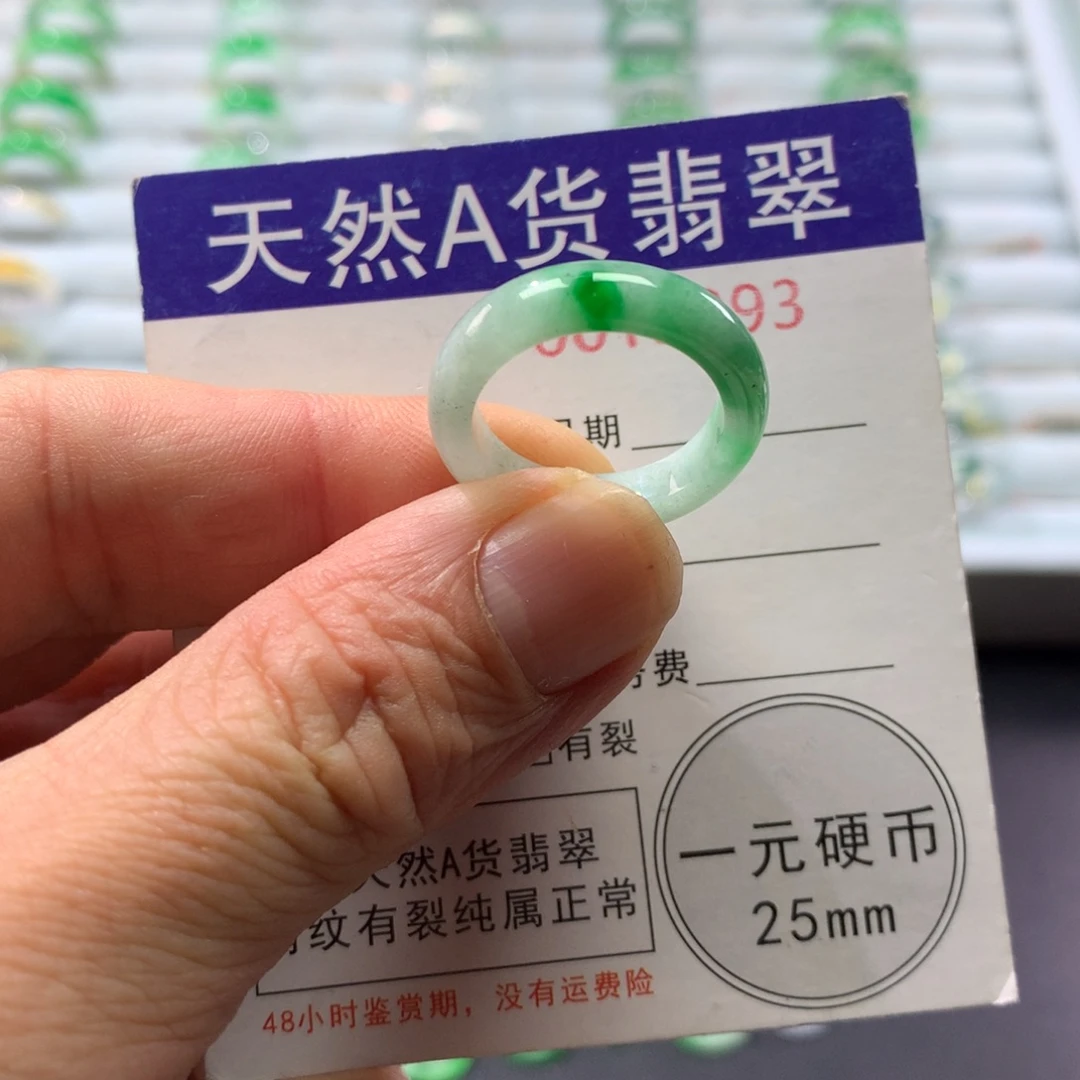 天然A货翡翠
93
期
费
有裂
然A货翡翠
纹有裂纯属正常
48小时鉴赏期，没有运费险
一元硬币
25mm